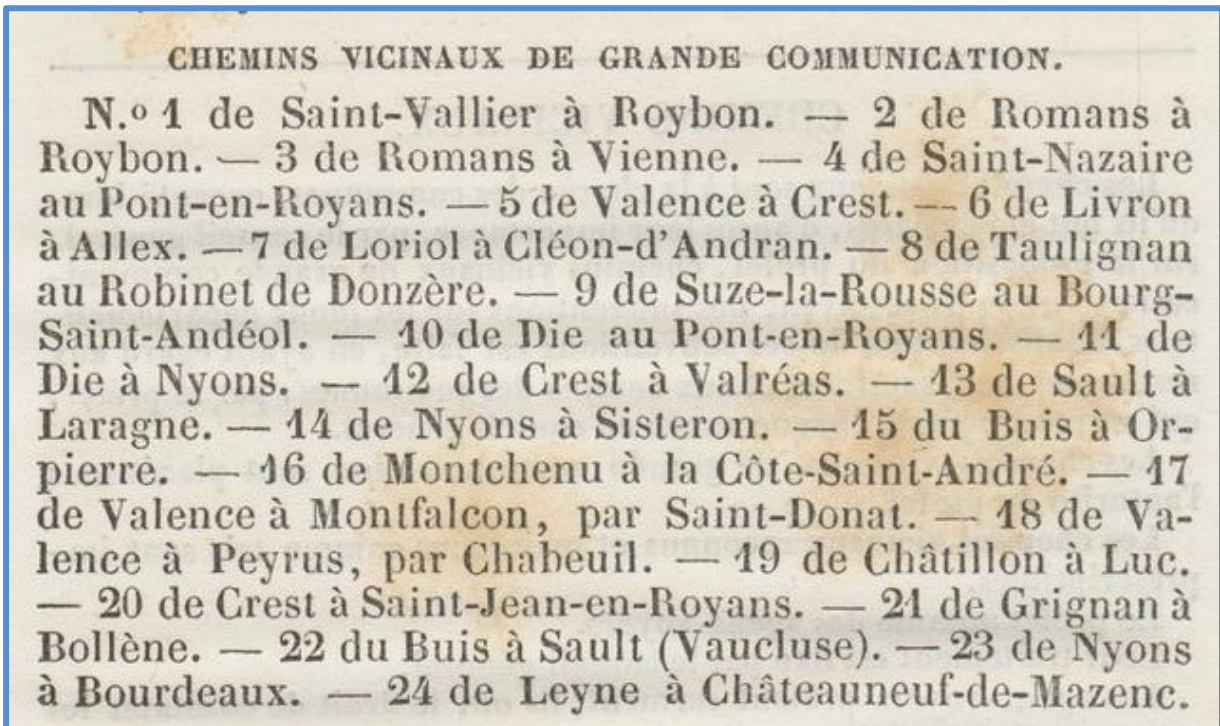 CHEMINS VICINAUX DE GRANDE COMMUNICATION.
N.º 1 de Saint-Vallier à Roybon. — 2 de Romans à
Roybon. — 3 de Romans à Vienne. — 4 de Saint-Nazaire
au Pont-en-Royans. — 5 de Valence à Crest. — 6 de Livron
à Allex. — 7 de Loriol à Cléon-d'Andran. — 8 de Taulignan
au Robinet de Donzère. — 9 de Suze-la-Rousse au Bourg-
Saint-Andéol. — 10 de Die au Pont-en-Royans. — 11 de
Die à Nyons. — 12 de Crest à Valréas. — 13 de Sault à
Laragne. — 14 de Nyons à Sisteron. — 15 du Buis à Or-
pierre. — 16 de Montchenu à la Côte-Saint-André. — 17
de Valence à Montfalcon, par Saint-Donat. — 18 de Va-
lence à Peyrus, par Chabeuil. — 19 de Châtillon à Luc.
— 20 de Crest à Saint-Jean-en-Royans. — 21 de Grignan à
Bollène. — 22 du Buis à Sault (Vaucluse). — 23 de Nyons
à Bourdeaux. — 24 de Leyne à Châteauneuf-de-Mazenc.